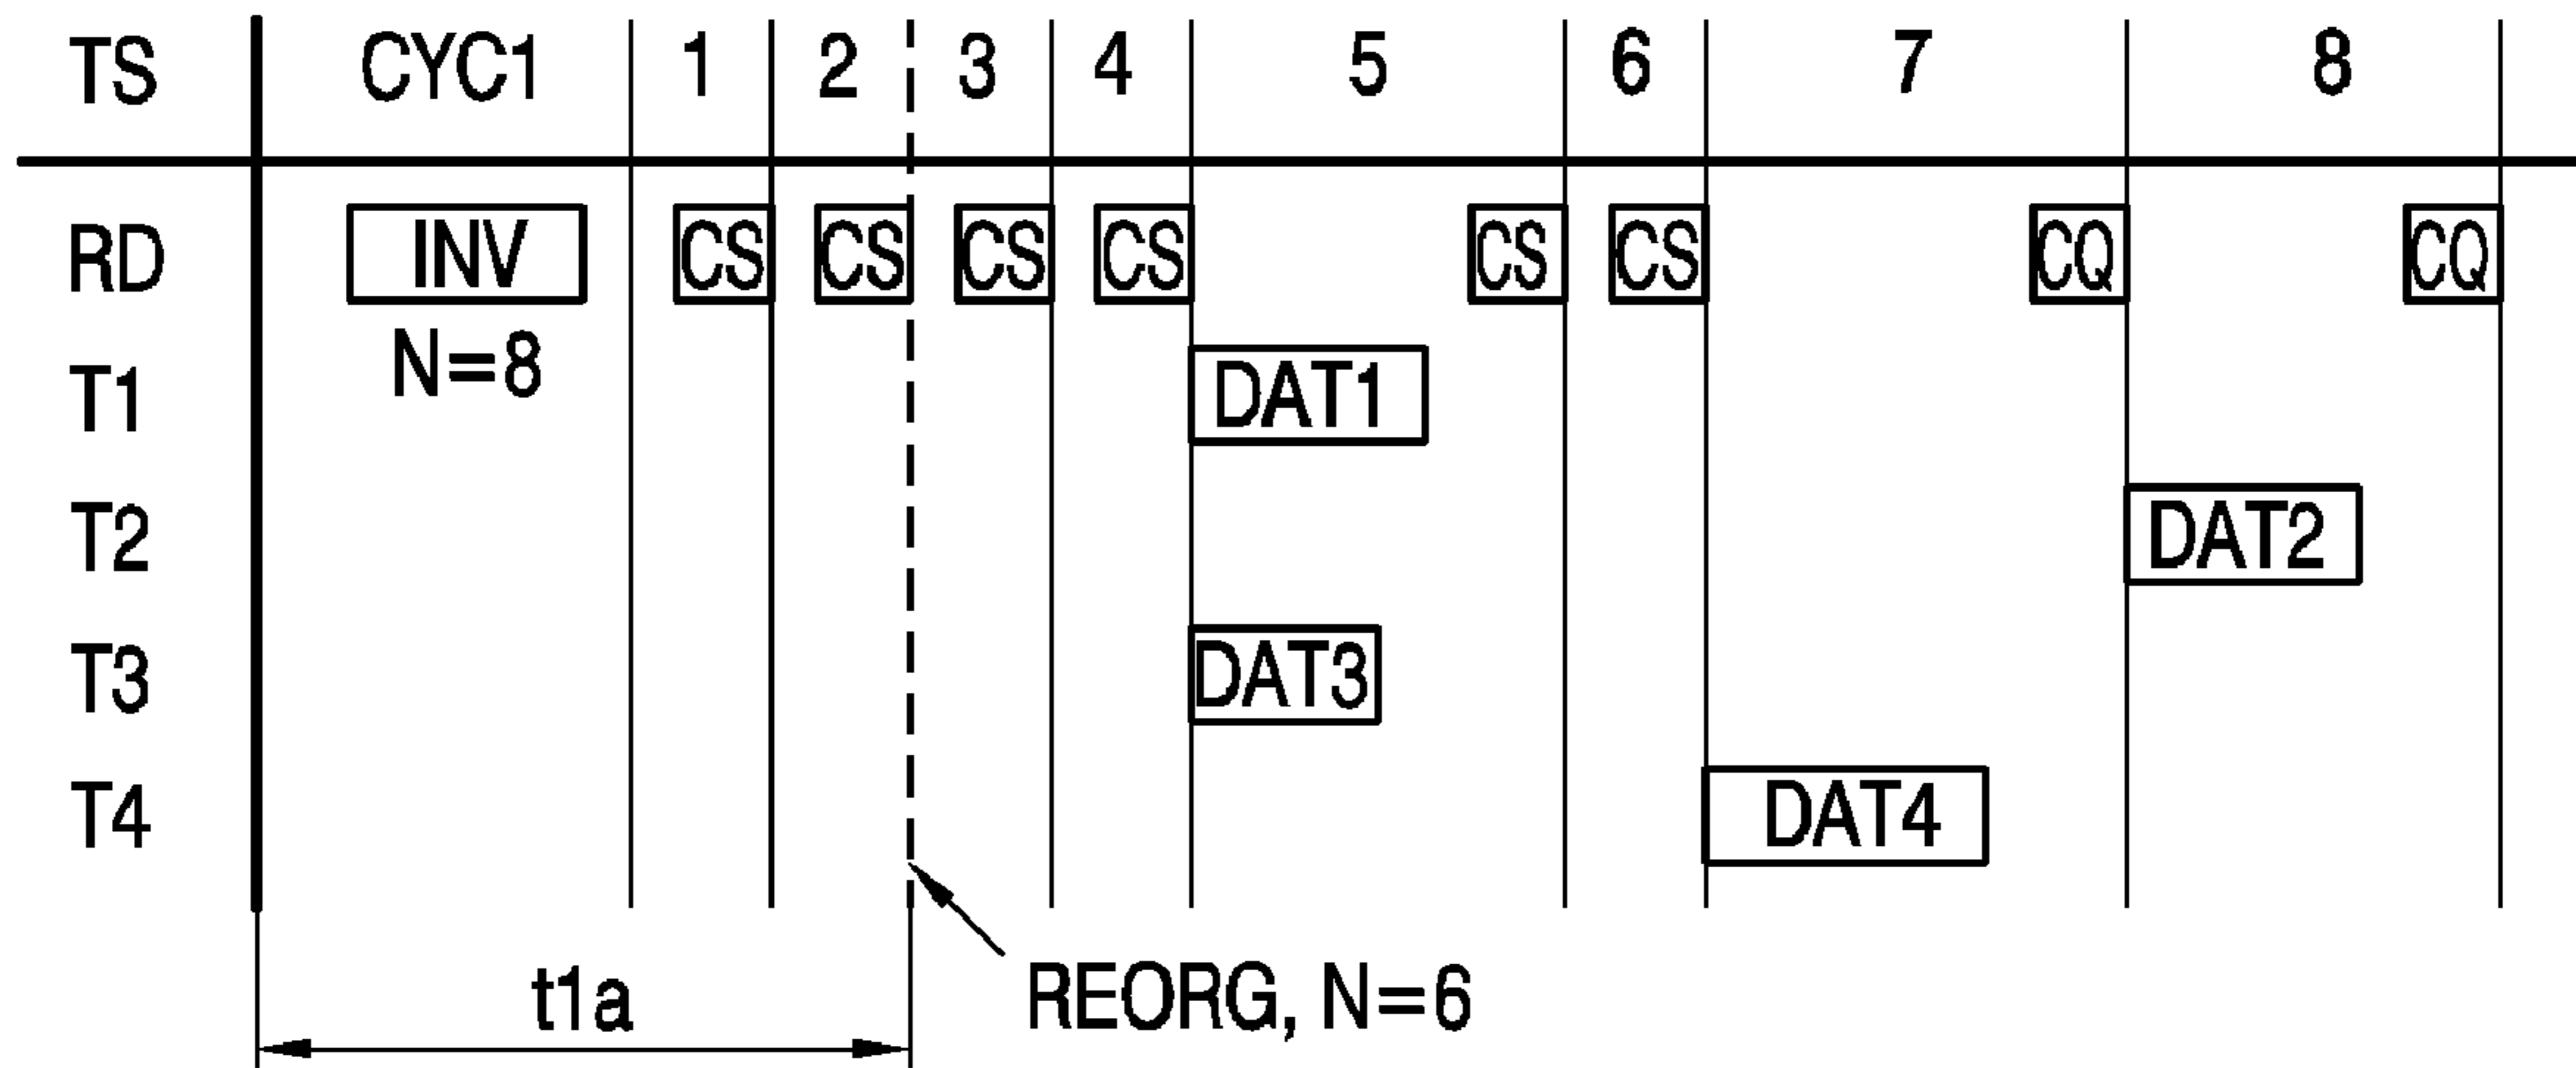 TS CYC1 1 2 3 4 5 6 7 8
RD INV CS CS CS CS CS CS CQ CQ
N=8
T1 DAT1
T2 DAT2
T3 DAT3
T4 DAT4
t1a
REORG, N=6